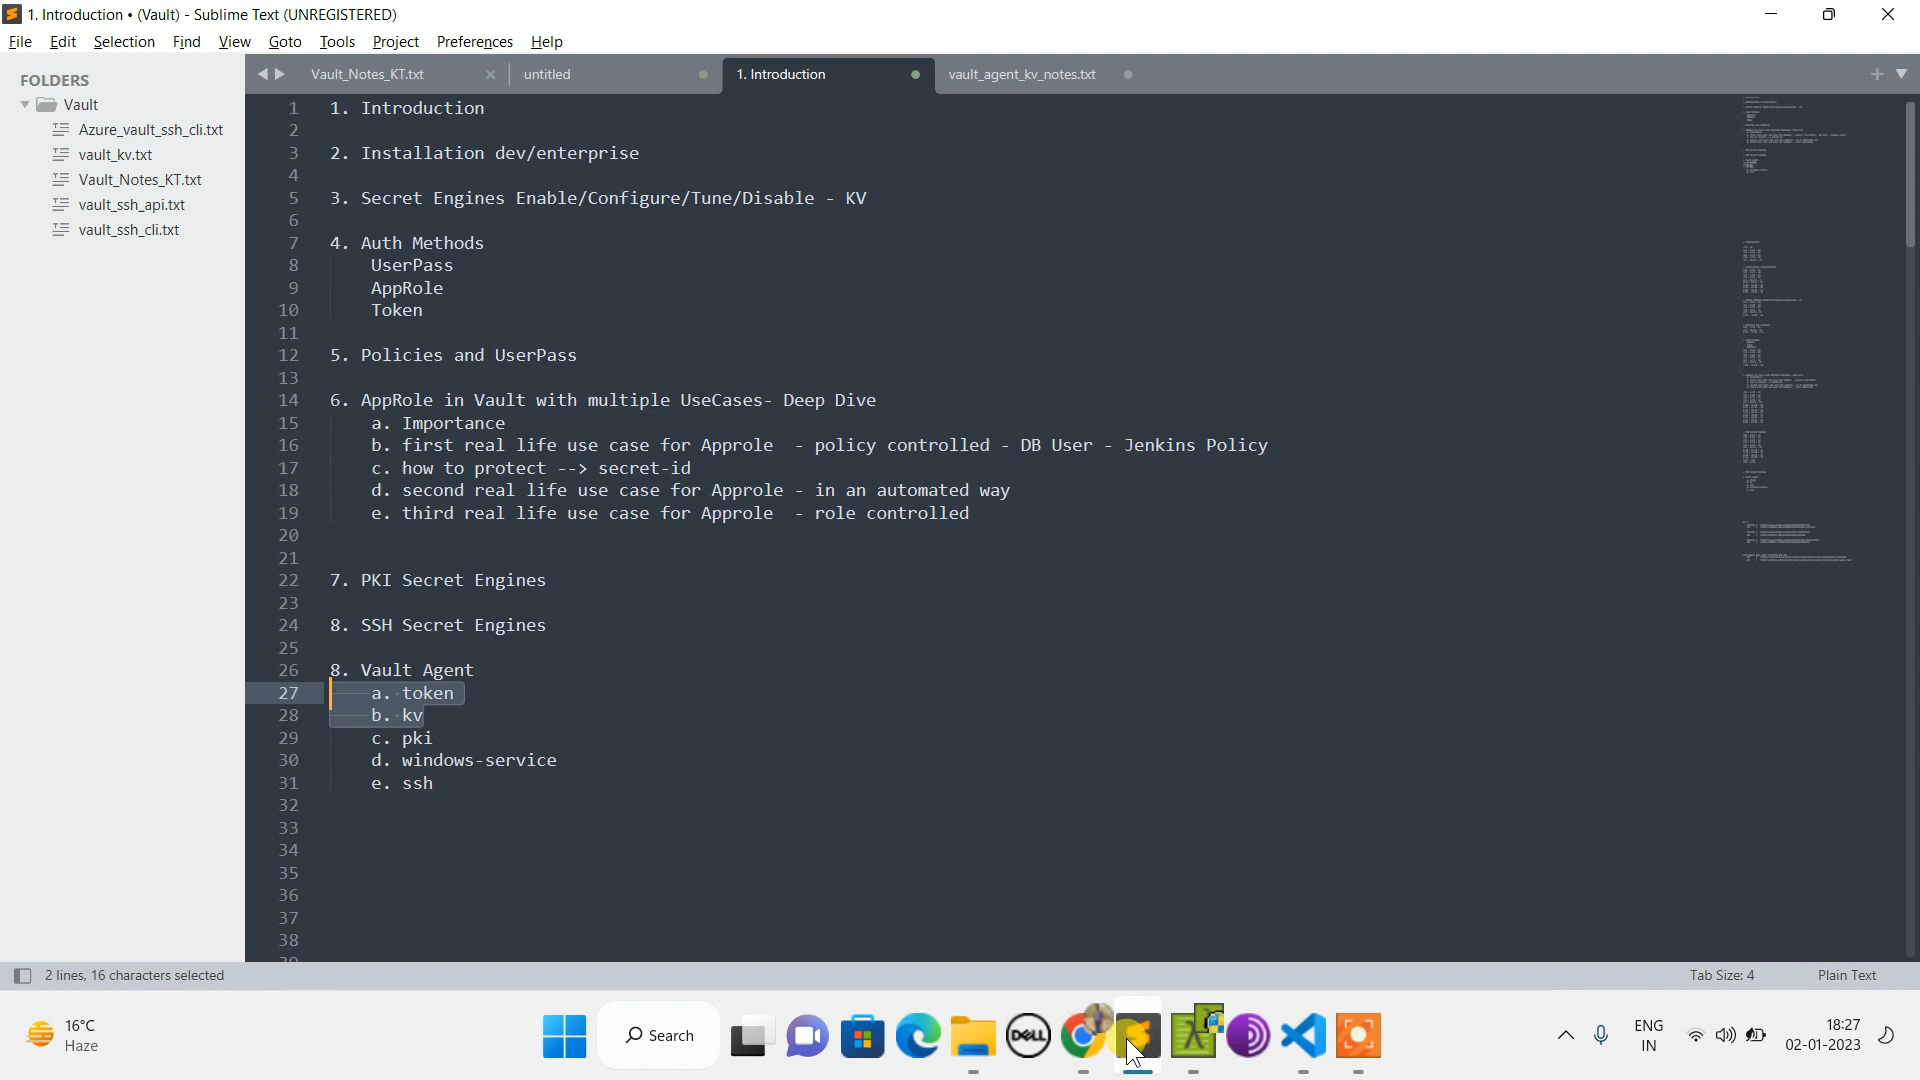 1. Introduction • (Vault) - Sublime Text (UNREGISTERED)
File Edit Selection Find View Goto Tools Project Preferences Help
FOLDERS
Vault
Azure_vault_ssh_cli.txt
vault_kv.txt
Vault_Notes_KT.txt
vault_ssh_api.txt
vault_ssh_cli.txt
Vault_Notes_KT.txt untitled 1. Introduction vault_agent_kv_notes.txt
1 1. Introduction
2
3 2. Installation dev/enterprise
4
5 3. Secret Engines Enable/Configure/Tune/Disable - KV
6
7 4. Auth Methods
8 UserPass
9 AppRole
10 Token
11
12 5. Policies and UserPass
13
14 6. AppRole in Vault with multiple UseCases- Deep Dive
15 a. Importance
16 b. first real life use case for Approle - policy controlled - DB User - Jenkins Policy
17 c. how to protect --> secret-id
18 d. second real life use case for Approle - in an automated way
19 e. third real life use case for Approle - role controlled
20
21
22 7. PKI Secret Engines
23
24 8. SSH Secret Engines
25
26 8. Vault Agent
27 a. token
28 b. kv
29 c. pki
30 d. windows-service
31 e. ssh
32
33
34
35
36
37
38
2 lines, 16 characters selected Tab Size: 4 Plain Text
16°C
Haze
Search
DELL
ENG
IN
18:27
02-01-2023